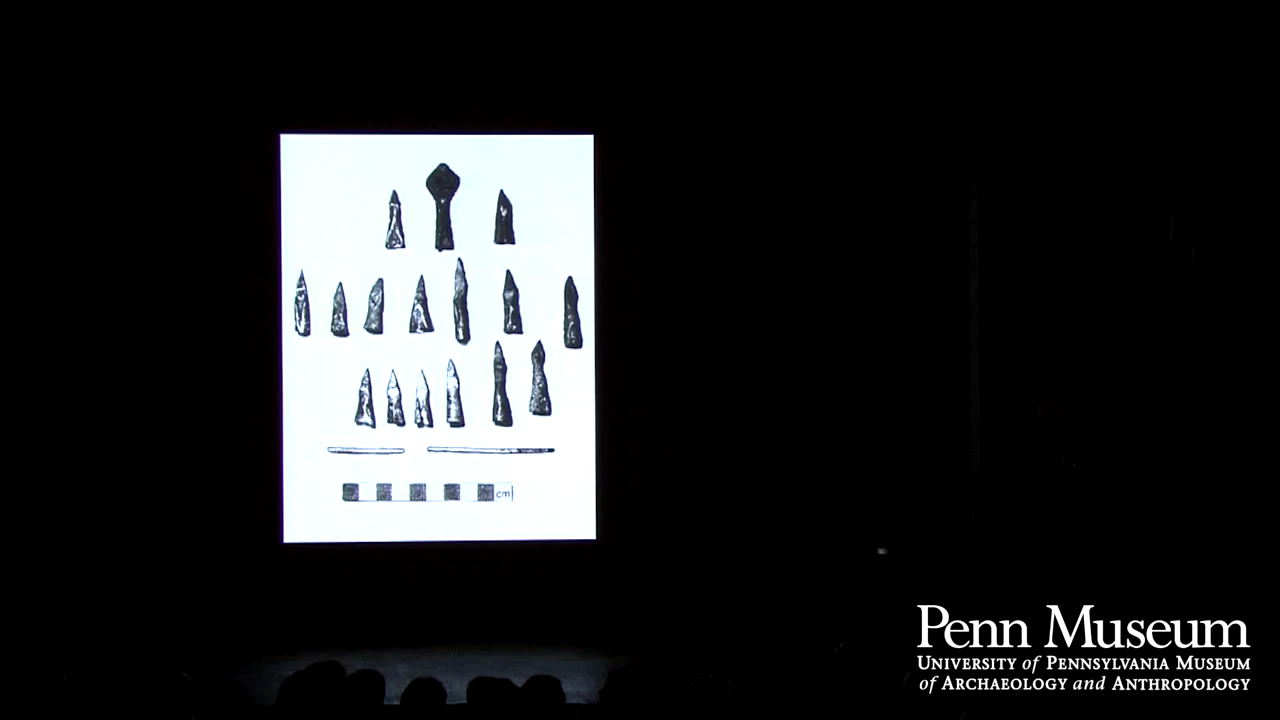 cm
Penn Museum
UNIVERSITY of PENNSYLVANIA MUSEUM
of ARCHAEOLOGY and ANTHROPOLOGY